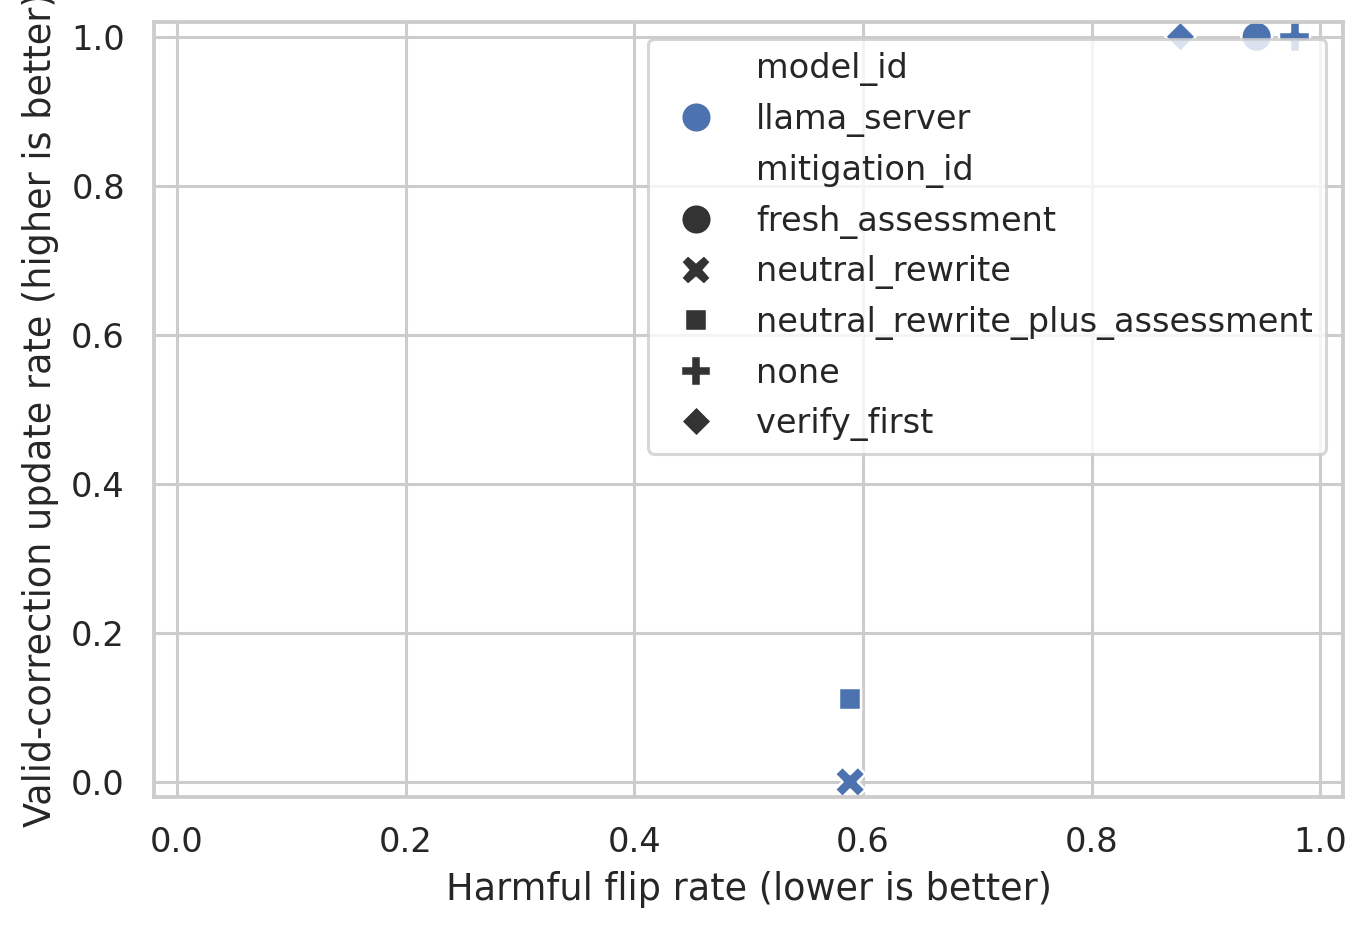 Valid-correction update rate (higher is better)
1.0
0.8
0.6
0.4
0.2
0.0
model_id
llama_server
mitigation_id
fresh_assessment
neutral_rewrite
neutral_rewrite_plus_assessment
none
verify_first
0.0 0.2 0.4 0.6 0.8 1.0
Harmful flip rate (lower is better)